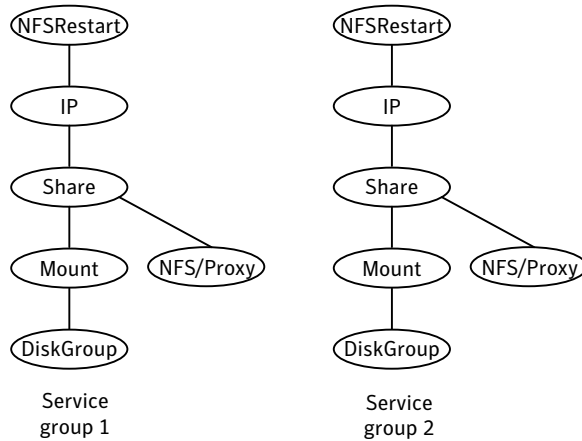 NFSRestart
IP
Share
Mount
NFS/Proxy
DiskGroup
Service
group 1
NFSRestart
IP
Share
Mount
NFS/Proxy
DiskGroup
Service
group 2